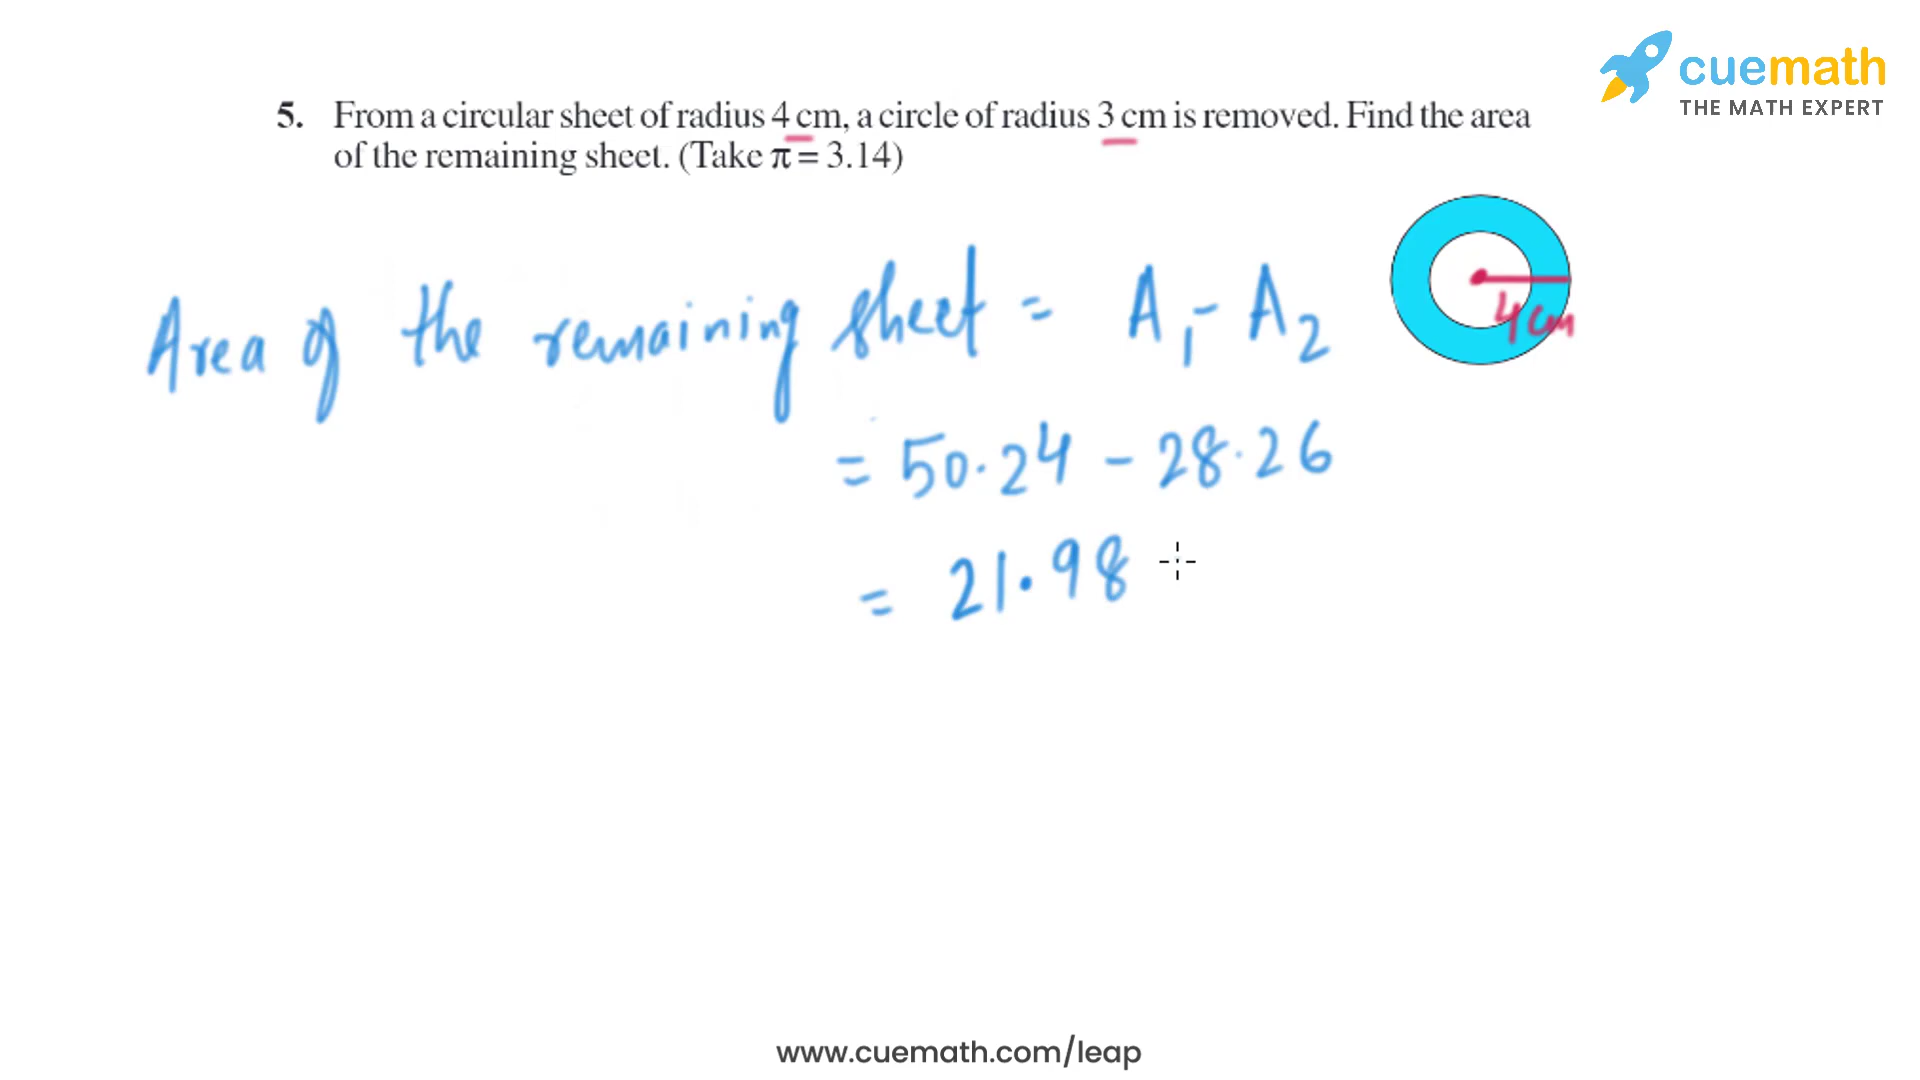 cuemath
THE MATH EXPERT
5. From a circular sheet of radius 4 cm, a circle of radius 3 cm is removed. Find the area
of the remaining sheet. (Take π = 3.14)
4cm
Area of the remaining sheet = A₁ - A₂
= 50.24 - 28.26
= 21.98
www.cuemath.com/leap